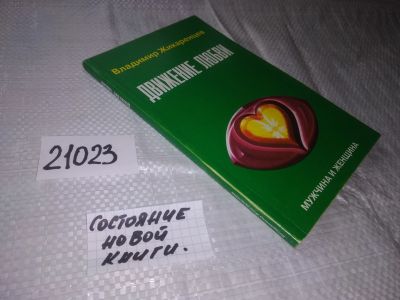 Владимир Жикаренцев
ДВИЖЕНИЕ ЛЮБВИ
МУЖЧИНА И ЖЕНЩИНА
21023
СОСТОЯНИЕ
НОВОЙ
КНИГИ.